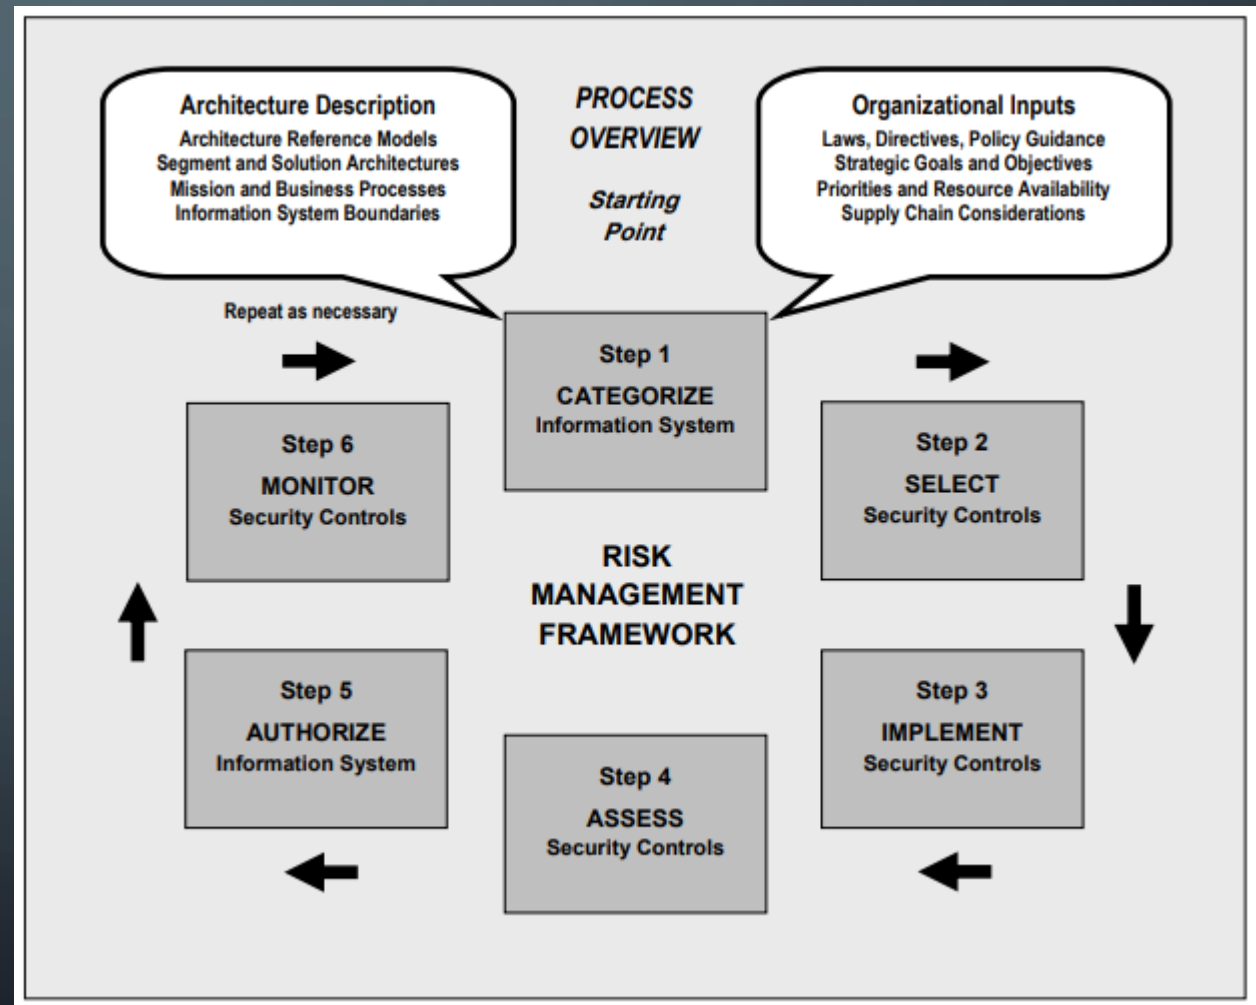 Architecture Description
Architecture Reference Models
Segment and Solution Architectures
Mission and Business Processes
Information System Boundaries
PROCESS
OVERVIEW
Starting
Point
Organizational Inputs
Laws, Directives, Policy Guidance
Strategic Goals and Objectives
Priorities and Resource Availability
Supply Chain Considerations
Repeat as necessary
Step 1
CATEGORIZE
Information System
Step 2
SELECT
Security Controls
Step 3
IMPLEMENT
Security Controls
Step 4
ASSESS
Security Controls
Step 5
AUTHORIZE
Information System
Step 6
MONITOR
Security Controls
RISK
MANAGEMENT
FRAMEWORK